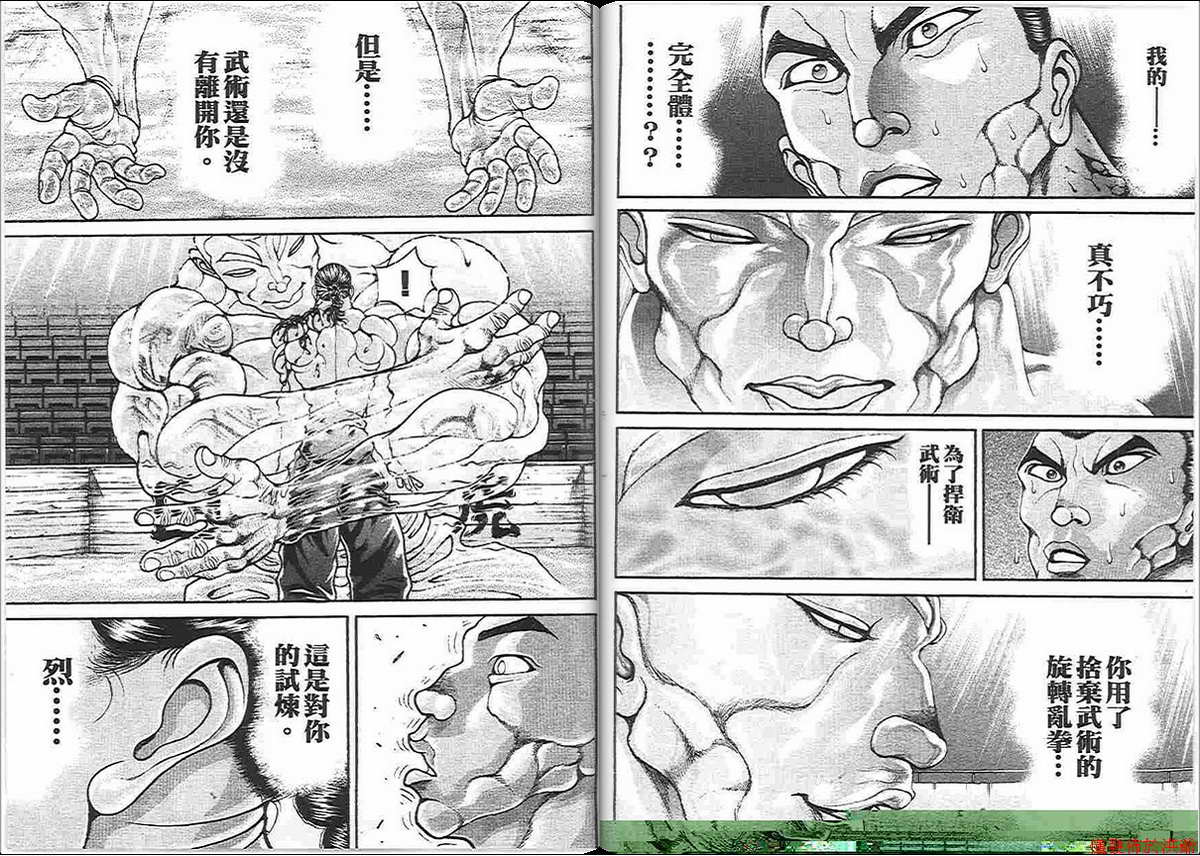 我的——…
完全體……
………??
真不巧……
為了捍衛
武術——
你用了
捨棄武術的
旋轉亂拳…
但是……
武術還是沒
有離開你。
!
這是對你
的試煉。
烈……